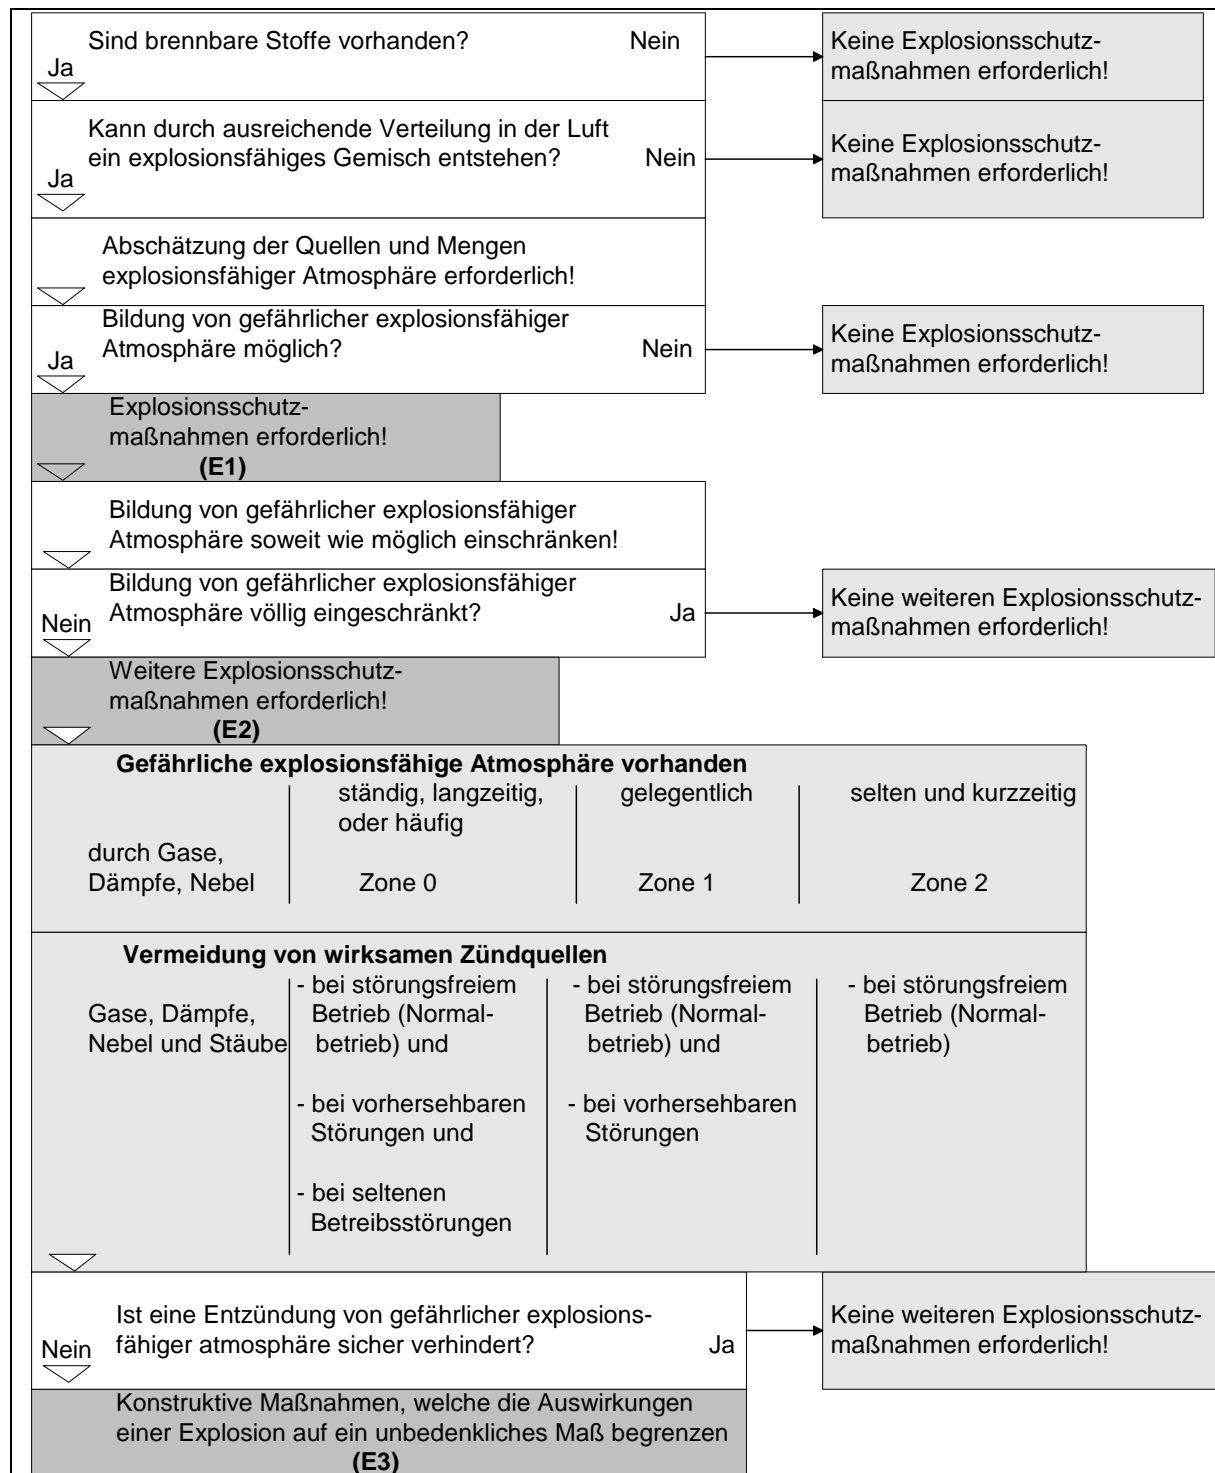 Sind brennbare Stoffe vorhanden? Nein
Ja
Keine Explosionsschutz-
maßnahmen erforderlich!
Kann durch ausreichende Verteilung in der Luft
ein explosionsfähiges Gemisch entstehen? Nein
Ja
Keine Explosionsschutz-
maßnahmen erforderlich!
Abschätzung der Quellen und Mengen
explosionsfähiger Atmosphäre erforderlich!
Bildung von gefährlicher explosionsfähiger
Atmosphäre möglich? Nein
Ja
Keine Explosionsschutz-
maßnahmen erforderlich!
Explosionsschutz-
maßnahmen erforderlich!
(E1)
Bildung von gefährlicher explosionsfähiger
Atmosphäre soweit wie möglich einschränken!
Bildung von gefährlicher explosionsfähiger
Atmosphäre völlig eingeschränkt? Ja
Nein
Keine weiteren Explosionsschutz-
maßnahmen erforderlich!
Weitere Explosionsschutz-
maßnahmen erforderlich!
(E2)
Gefährliche explosionsfähige Atmosphäre vorhanden
ständig, langzeitig,
oder häufig
gelegentlich
selten und kurzzeitig
durch Gase,
Dämpfe, Nebel
Zone 0
Zone 1
Zone 2
Vermeidung von wirksamen Zündquellen
Gase, Dämpfe,
Nebel und Stäube
- bei störungsfreiem
Betrieb (Normal-
betrieb) und
- bei vorhersehbaren
Störungen und
- bei seltenen
Betreibsstörungen
- bei störungsfreiem
Betrieb (Normal-
betrieb) und
- bei vorhersehbaren
Störungen
- bei störungsfreiem
Betrieb (Normal-
betrieb)
Ist eine Entzündung von gefährlicher explosions-
fähiger atmosphäre sicher verhindert? Ja
Nein
Keine weiteren Explosionsschutz-
maßnahmen erforderlich!
Konstruktive Maßnahmen, welche die Auswirkungen
einer Explosion auf ein unbedenkliches Maß begrenzen
(E3)